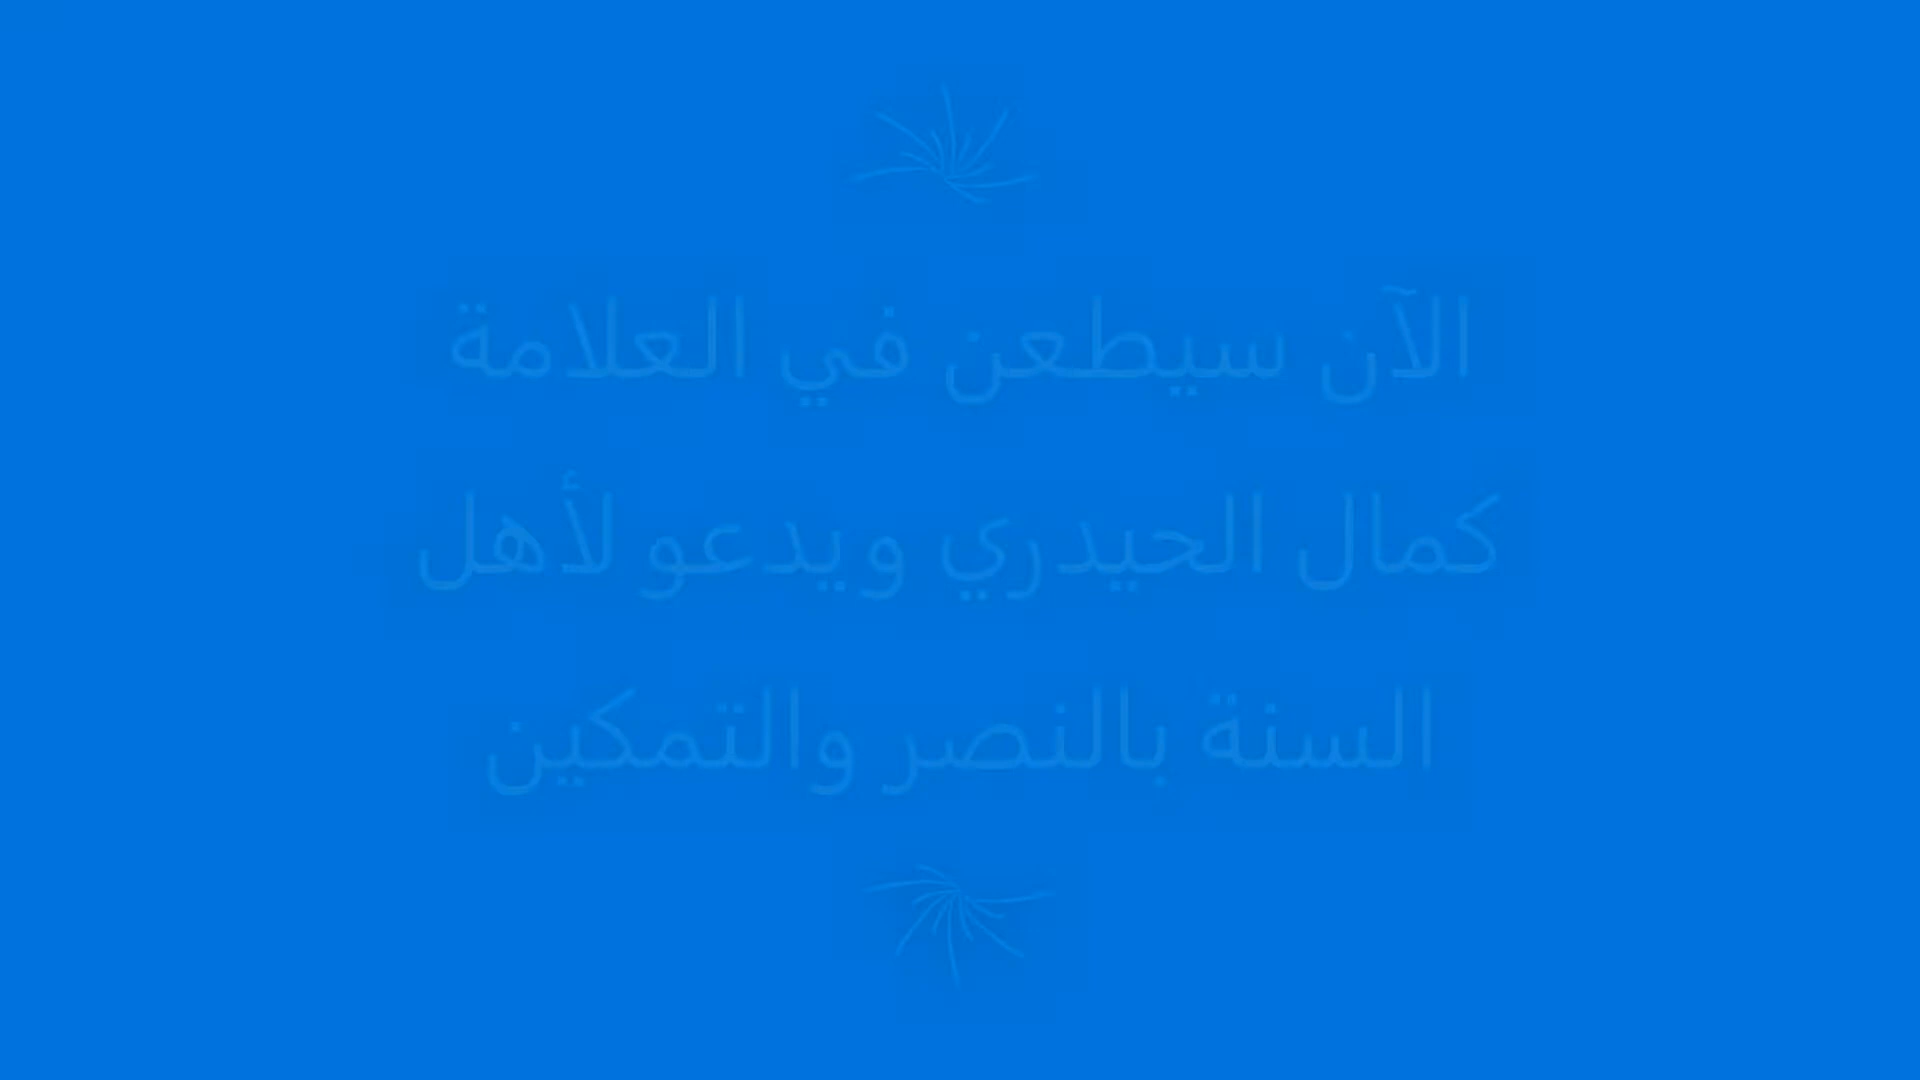 الآن سيطعن في العلامة
كمال الحيدري ويدعو لأهل
السنة بالنصر والتمكين